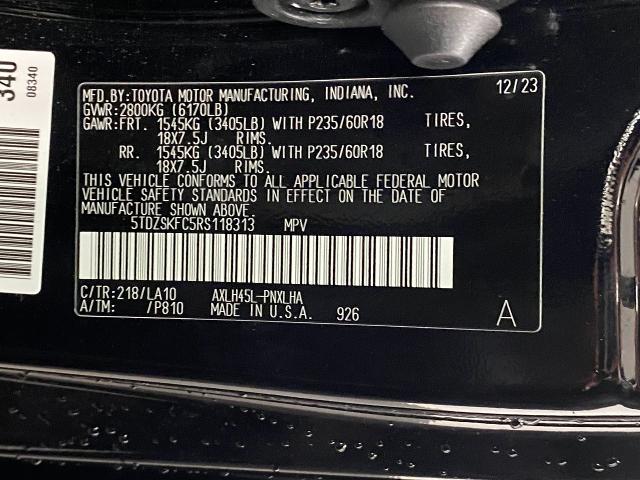 340
08340
MFD.BY:TOYOTA MOTOR MANUFACTURING, INDIANA, INC. 12/23
GVWR:2800KG (6170LB)
GAWR:FRT. 1545KG (3405LB) WITH P235/60R18 TIRES,
18X7.5J RIMS.
RR. 1545KG (3405LB) WITH P235/60R18 TIRES,
18X7.5J RIMS.
THIS VEHICLE CONFORMS TO ALL APPLICABLE FEDERAL MOTOR
VEHICLE SAFETY STANDARDS IN EFFECT ON THE DATE OF
MANUFACTURE SHOWN ABOVE.
5TDZSKFC5RS118313 MPV
C/TR:218/LA10 AXLH45L-PNXLHA
A/TM: /P810 MADE IN U.S.A. 926 A